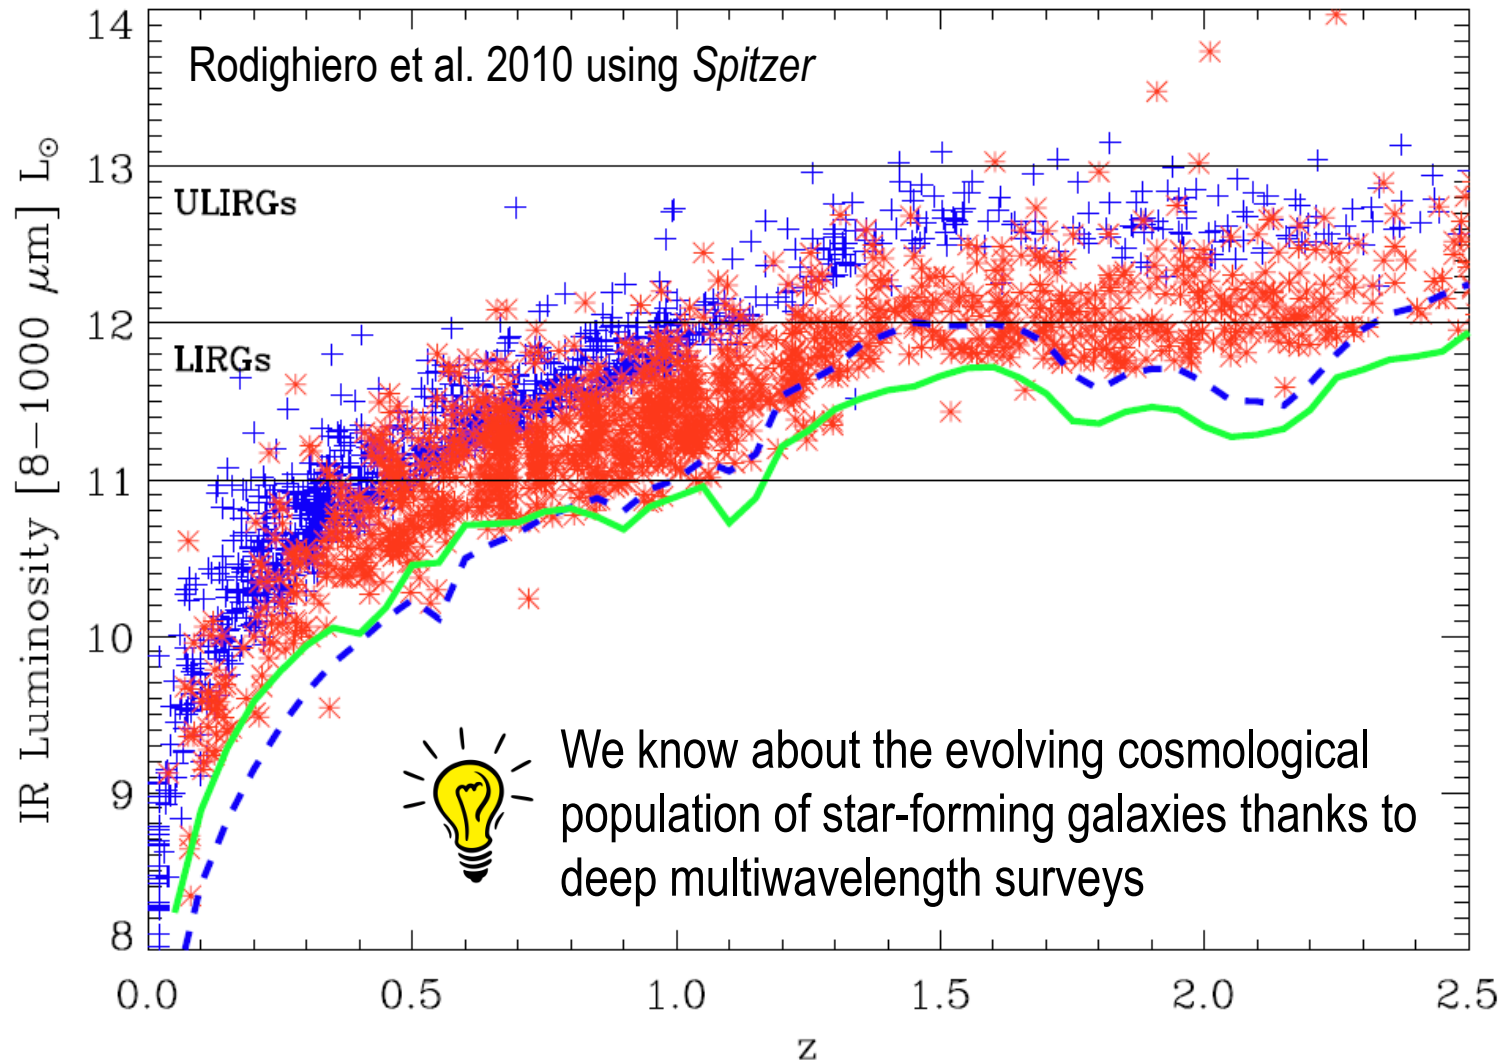 Rodighiero et al. 2010 using Spitzer
ULIRGs
LIRGs
We know about the evolving cosmological
population of star-forming galaxies thanks to
deep multiwavelength surveys
IR Luminosity [8-1000 μm] L⊙
14
13
12
11
10
9
8
0.0 0.5 1.0 1.5 2.0 2.5
z